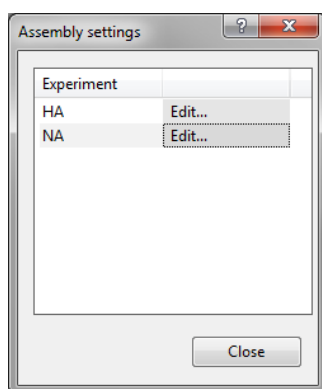 Assembly settings ? X
Experiment
HA Edit...
NA Edit...
Close